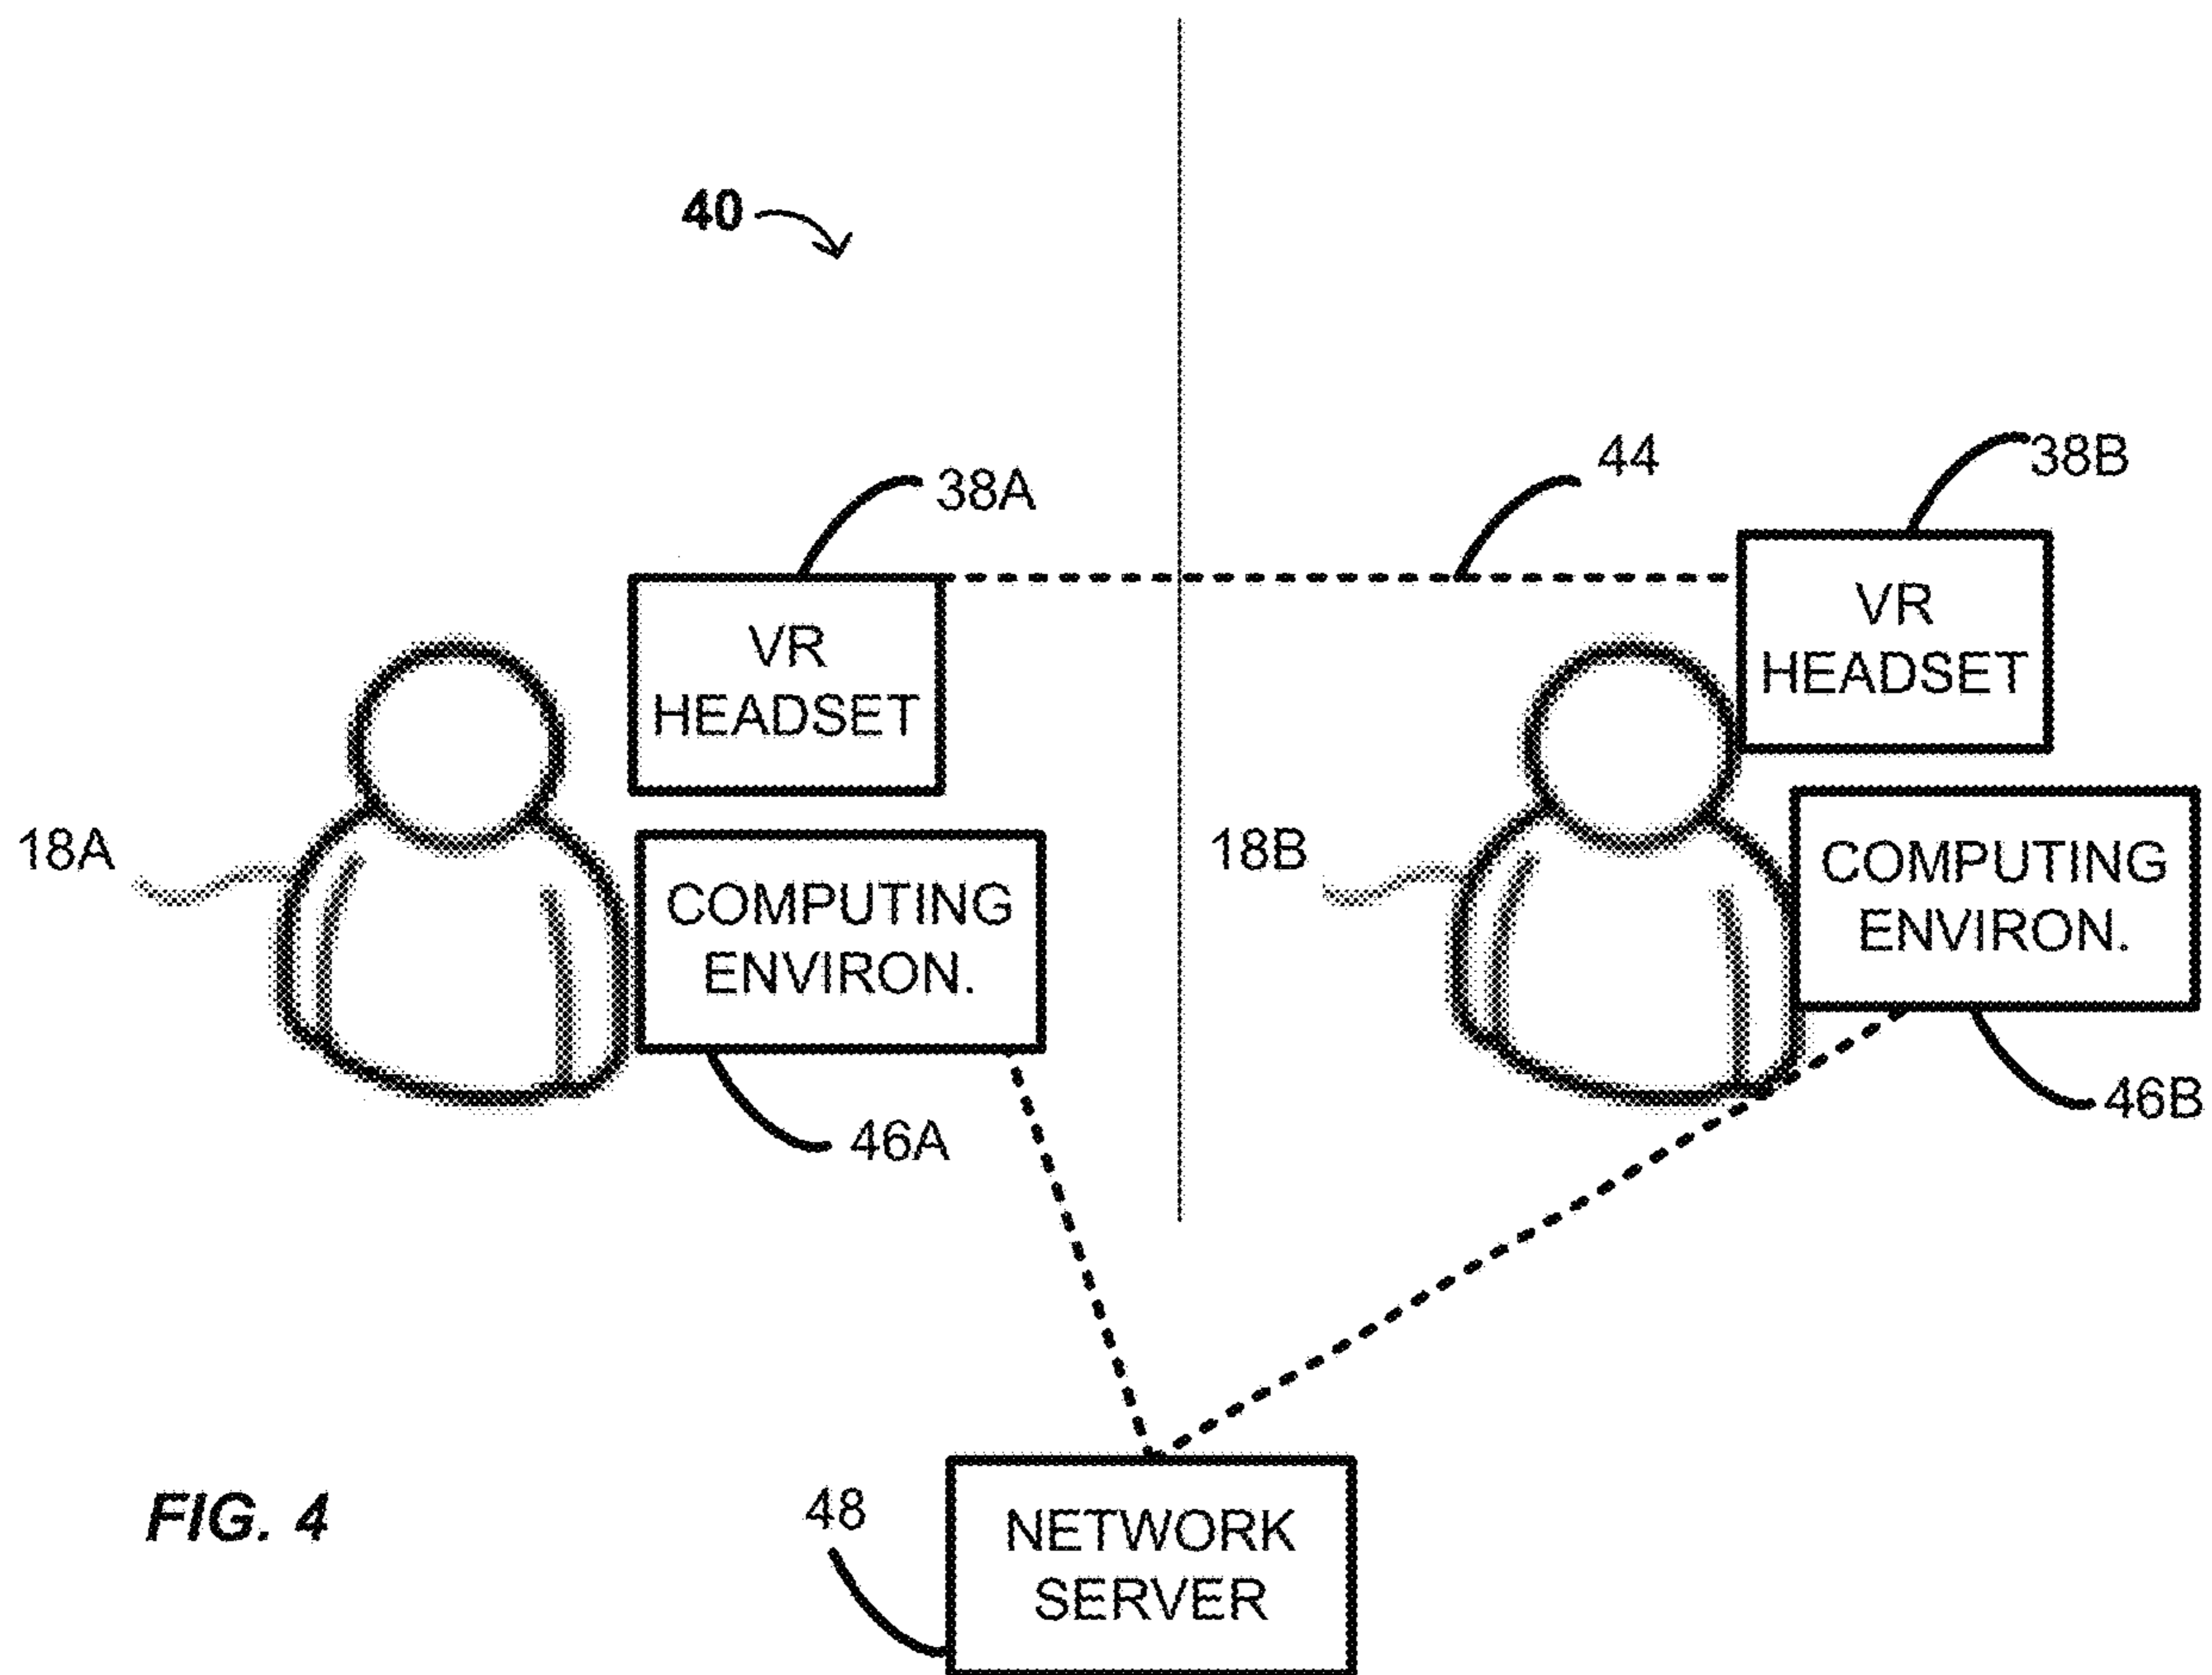 40
38A
44
38B
VR
HEADSET
VR
HEADSET
18A
COMPUTING
ENVIRON.
18B
COMPUTING
ENVIRON.
46A
46B
FIG. 4
48
NETWORK
SERVER